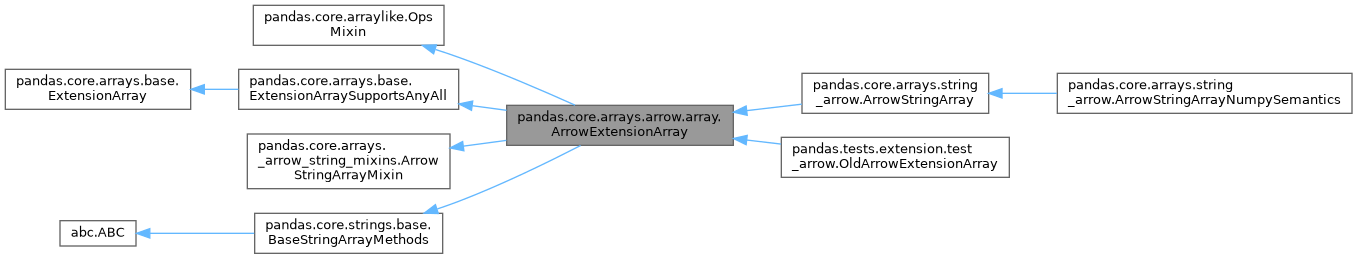 pandas.core.arraylike.Ops
Mixin
pandas.core.arrays.base.
ExtensionArray
pandas.core.arrays.base.
ExtensionArraySupportsAnyAll
pandas.core.arrays.
_arrow_string_mixins.Arrow
StringArrayMixin
abc.ABC
pandas.core.strings.base.
BaseStringArrayMethods
pandas.core.arrays.arrow.array.
ArrowExtensionArray
pandas.core.arrays.string
_arrow.ArrowStringArray
pandas.core.arrays.string
_arrow.ArrowStringArrayNumpySemantics
pandas.tests.extension.test
_arrow.OldArrowExtensionArray